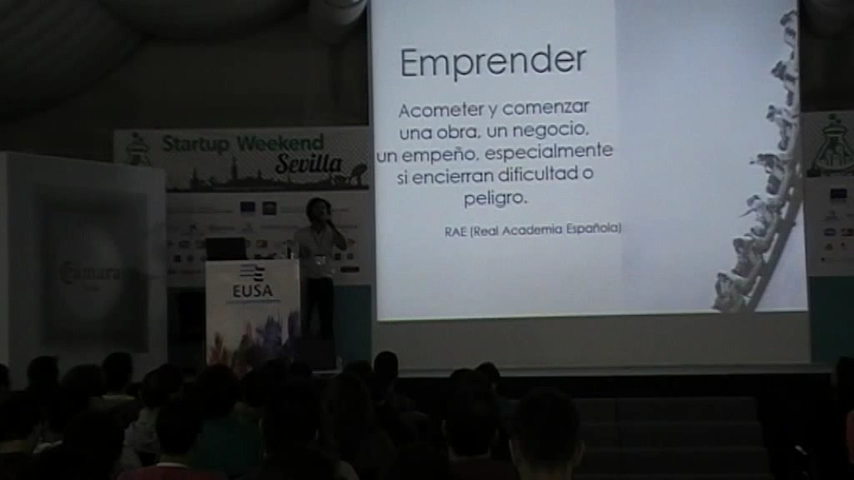 Emprender
Acometer y comenzar
una obra, un negocio,
un empeño, especialmente
si encierran dificultad o
peligro.
RAE (Real Academia Española)
Startup Weekend
Sevilla
Cámara
EUSA